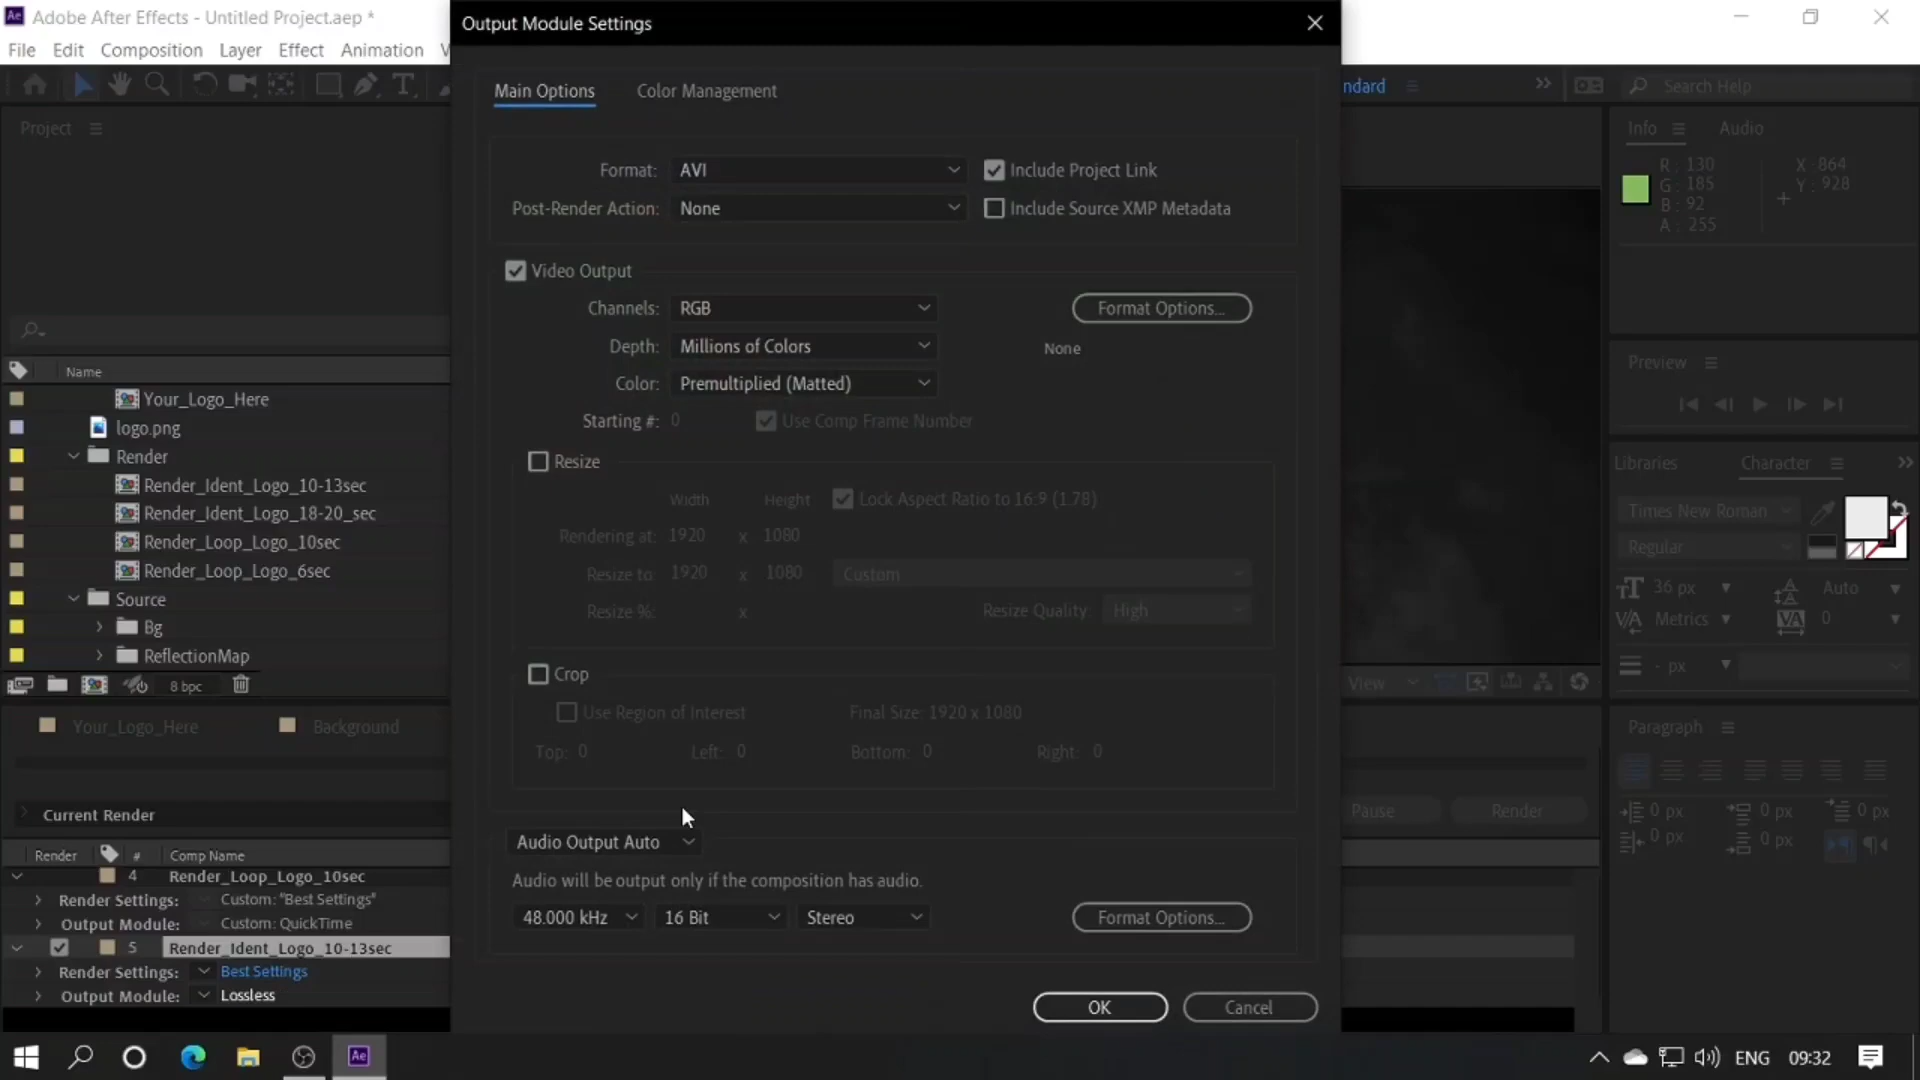 Adobe After Effects - Untitled Project.aep *
File Edit Composition Layer Effect Animation
Output Module Settings
Main Options Color Management
Format: AVI Include Project Link
Post-Render Action: None Include Source XMP Metadata
Video Output
Channels: RGB Format Options...
Depth: Millions of Colors None
Color: Premultiplied (Matted)
Starting #: 0 Use Comp Frame Number
Resize
Width Height Lock Aspect Ratio to 16:9 (1.78)
Rendering at: 1920 x 1080
Resize to: 1920 x 1080 Custom
Resize %: x Resize Quality: High
Crop
Use Region of Interest Final Size: 1920 x 1080
Top: 0 Left: 0 Bottom: 0 Right: 0
Audio Output Auto
Audio will be output only if the composition has audio.
48.000 kHz 16 Bit Stereo Format Options...
OK Cancel
Project
Name
Your_Logo_Here
logo.png
Render
Render_Ident_Logo_10-13sec
Render_Ident_Logo_18-20_sec
Render_Loop_Logo_10sec
Render_Loop_Logo_6sec
Source
Bg
ReflectionMap
8 bpc
Your_Logo_Here Background
Current Render
Render # Comp Name
4 Render_Loop_Logo_10sec
Render Settings: Custom: "Best Settings"
Output Module: Custom: QuickTime
5 Render_Ident_Logo_10-13sec
Render Settings: Best Settings
Output Module: Lossless
ndard
Search Help
Info Audio
R: 130 X: 864
G: 185 Y: 928
B: 92
A: 255
Preview
Libraries Character
Times New Roman
Regular
36 px Auto
Metrics 0
- px
View
Paragraph
Pause Render
0 px 0 px 0 px
0 px 0 px
Ae
ENG 09:32